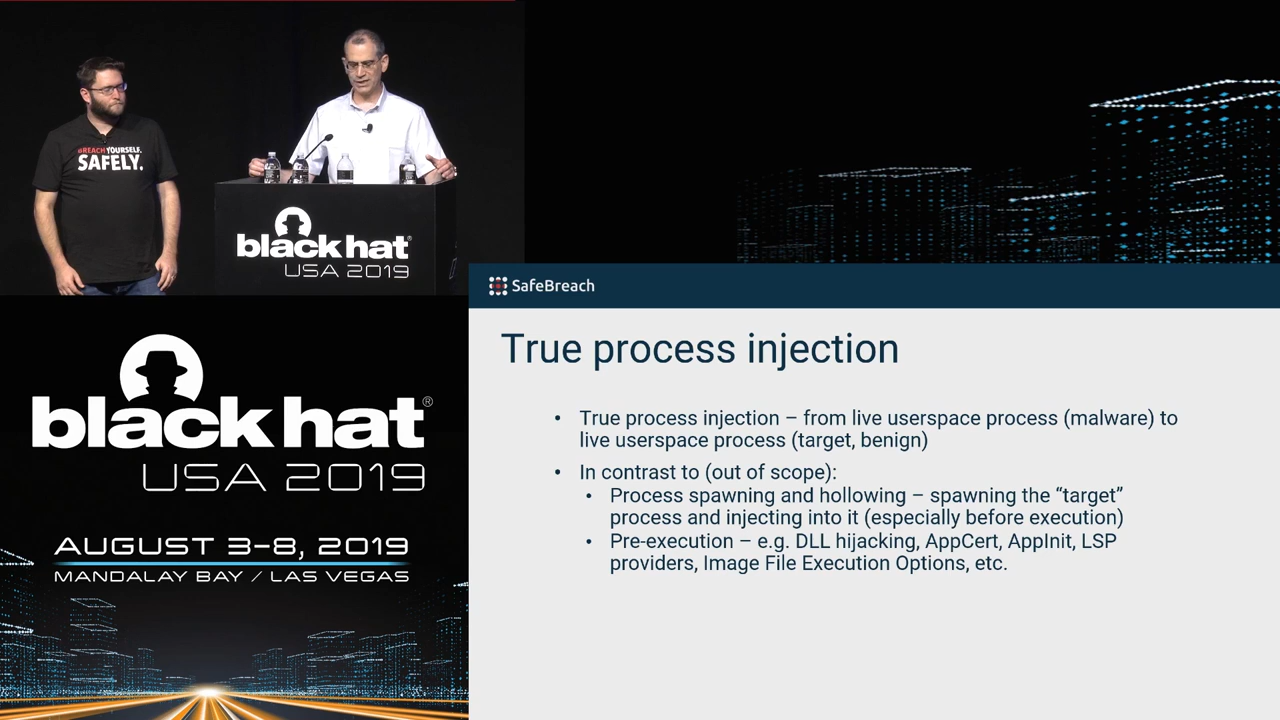 BREACH YOURSELF.
SAFELY.
black hat®
USA 2019
black hat®
USA 2019
AUGUST 3–8, 2019
MANDALAY BAY / LAS VEGAS
SafeBreach
True process injection
• True process injection – from live userspace process (malware) to
live userspace process (target, benign)
• In contrast to (out of scope):
• Process spawning and hollowing – spawning the “target”
process and injecting into it (especially before execution)
• Pre-execution – e.g. DLL hijacking, AppCert, AppInit, LSP
providers, Image File Execution Options, etc.